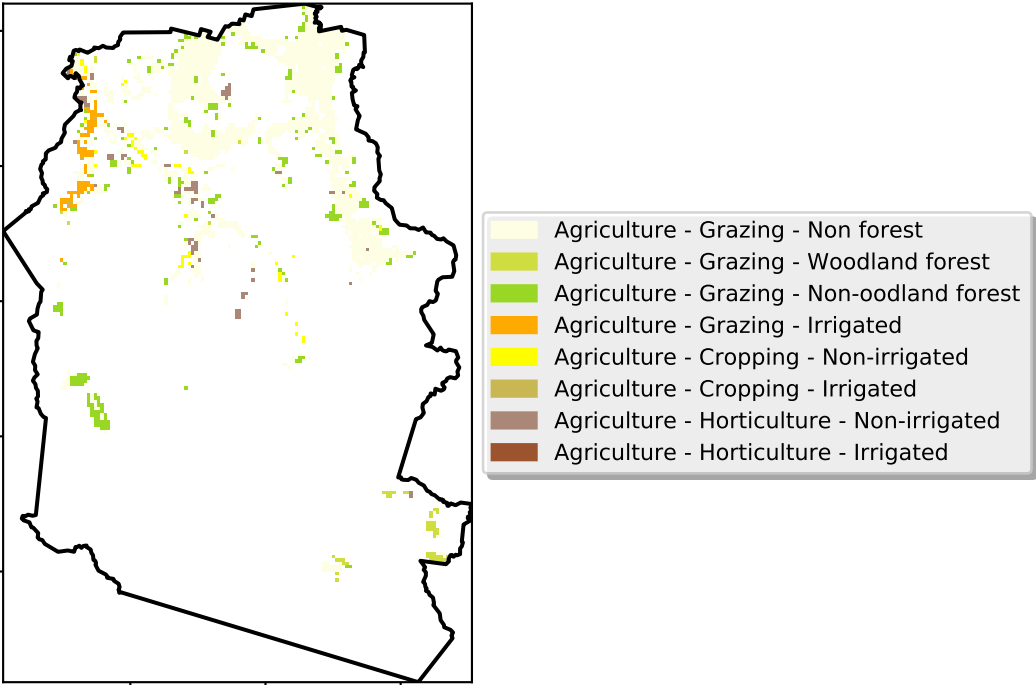 Agriculture - Grazing - Non forest
Agriculture - Grazing - Woodland forest
Agriculture - Grazing - Non-oodland forest
Agriculture - Grazing - Irrigated
Agriculture - Cropping - Non-irrigated
Agriculture - Cropping - Irrigated
Agriculture - Horticulture - Non-irrigated
Agriculture - Horticulture - Irrigated